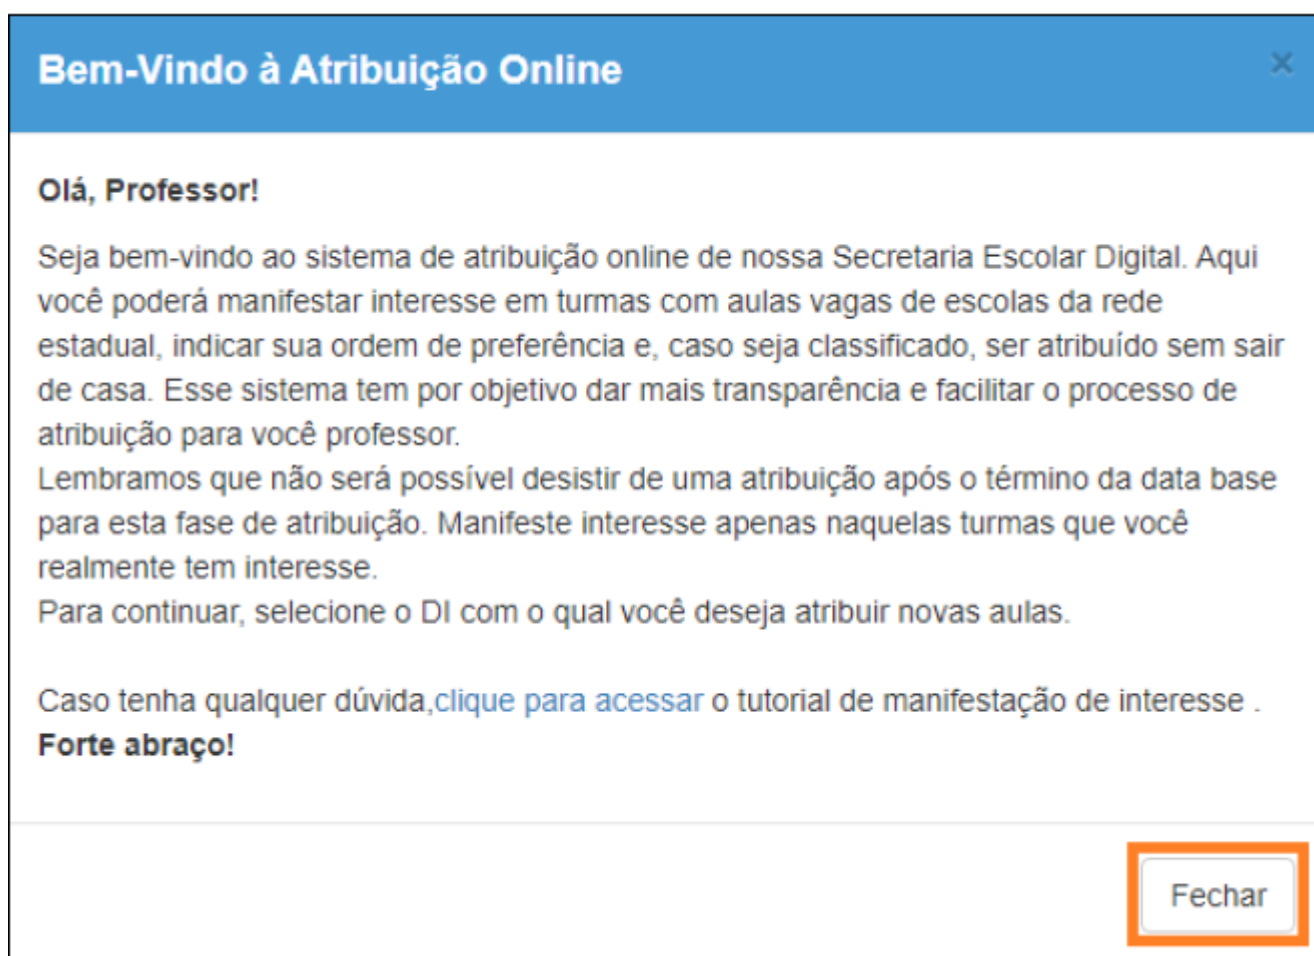 Bem-Vindo à Atribuição Online
×
Olá, Professor!
Seja bem-vindo ao sistema de atribuição online de nossa Secretaria Escolar Digital. Aqui
você poderá manifestar interesse em turmas com aulas vagas de escolas da rede
estadual, indicar sua ordem de preferência e, caso seja classificado, ser atribuído sem sair
de casa. Esse sistema tem por objetivo dar mais transparência e facilitar o processo de
atribuição para você professor.
Lembramos que não será possível desistir de uma atribuição após o término da data base
para esta fase de atribuição. Manifeste interesse apenas naquelas turmas que você
realmente tem interesse.
Para continuar, selecione o DI com o qual você deseja atribuir novas aulas.
Caso tenha qualquer dúvida,clique para acessar o tutorial de manifestação de interesse .
Forte abraço!
Fechar